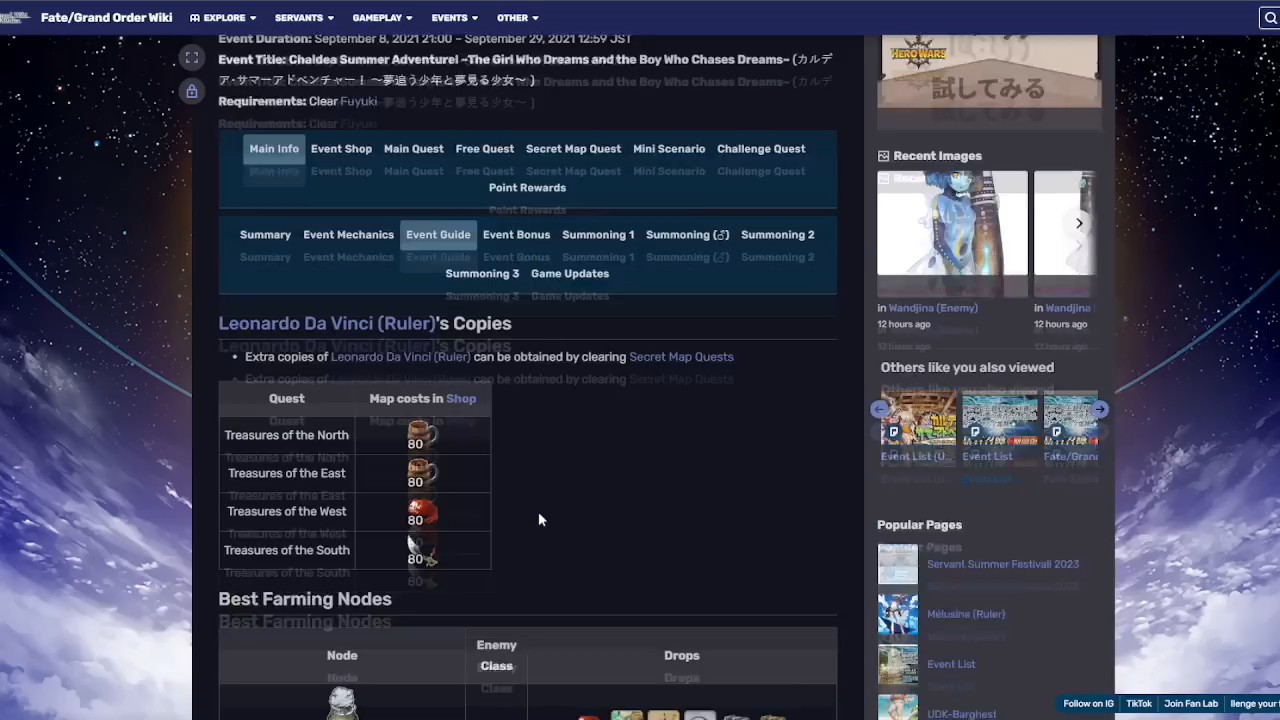 Fate/Grand Order Wiki EXPLORE SERVANTS GAMEPLAY EVENTS OTHER
Event Duration: September 8, 2021 21:00 – September 29, 2021 12:59 JST
Event Title: Chaldea Summer Adventure -Girl Who Dreams and the Boy Who Chases Dreams- (カルデ
ア・サマーアドベンチャー！ ～夢追う少年と夢見る少女～ )
Requirements: Clear Fuyuki
Main Info Event Shop Main Quest Free Quest Secret Map Quest Mini Scenario Challenge Quest
Point Rewards
Summary Event Mechanics Event Guide Event Bonus Summoning 1 Summoning Summoning 2
Summoning 3 Game Updates
Leonardo Da Vinci (Ruler)'s Copies
Extra copies of Leonardo Da Vinci (Ruler) can be obtained by clearing Secret Map Quests
Quest Map costs in Shop
Treasures of the North 80
Treasures of the East 80
Treasures of the West 80
Treasures of the South 80
Best Farming Nodes
Node Enemy Class Drops
HERO WARS
試してみる
Recent Images
in Wandjina (Enemy) in Wandjina
12 hours ago 12 hours ago
Others like you also viewed
Event List (U... Event List Fate/Grand
Popular Pages
Servant Summer Festival! 2023
Mélusine (Ruler)
Event List
UDK-Barghest
Follow on IG TikTok Join Fan Lab llenge your